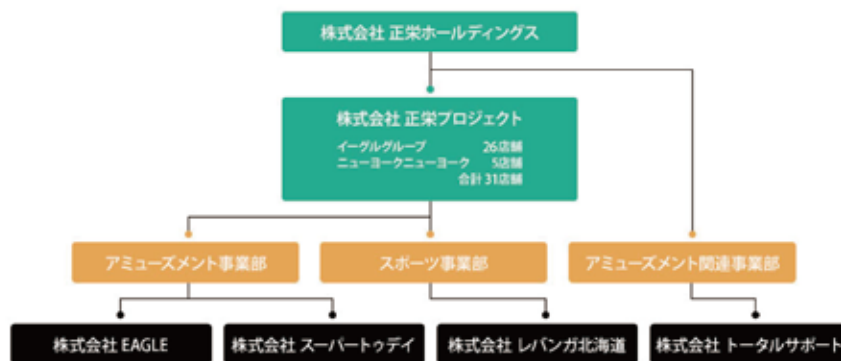 株式会社 正栄ホールディングス
株式会社 正栄プロジェクト
イーグルグループ 26店舗
ニューヨークニューヨーク 5店舗
合計 31店舗
アミューズメント事業部
スポーツ事業部
アミューズメント関連事業部
株式会社 EAGLE
株式会社 スーパートゥデイ
株式会社 レバンガ北海道
株式会社 トータルサポート